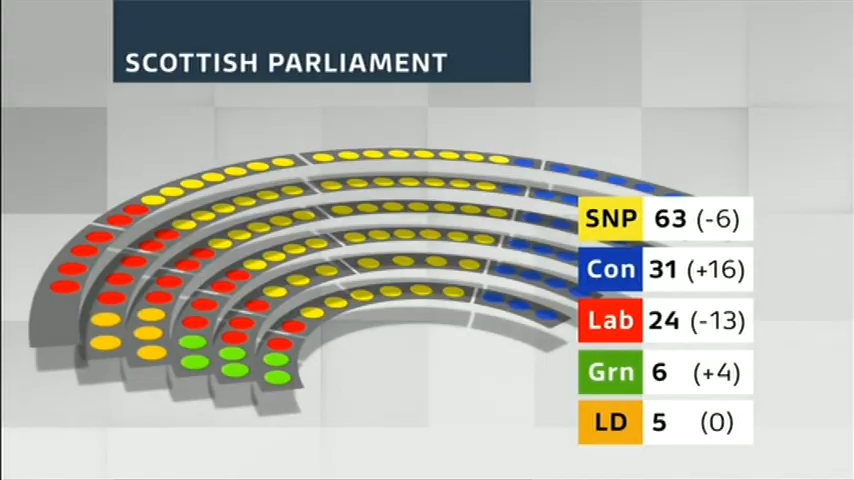 SCOTTISH PARLIAMENT
SNP 63 (-6)
Con 31 (+16)
Lab 24 (-13)
Grn 6 (+4)
LD 5 (0)